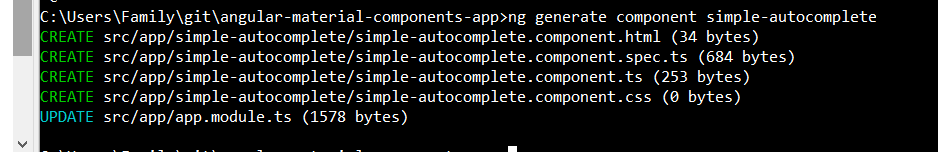 C:\Users\Family\git\angular-material-components-app>ng generate component simple-autocomplete
CREATE src/app/simple-autocomplete/simple-autocomplete.component.html (34 bytes)
CREATE src/app/simple-autocomplete/simple-autocomplete.component.spec.ts (684 bytes)
CREATE src/app/simple-autocomplete/simple-autocomplete.component.ts (253 bytes)
CREATE src/app/simple-autocomplete/simple-autocomplete.component.css (0 bytes)
UPDATE src/app/app.module.ts (1578 bytes)